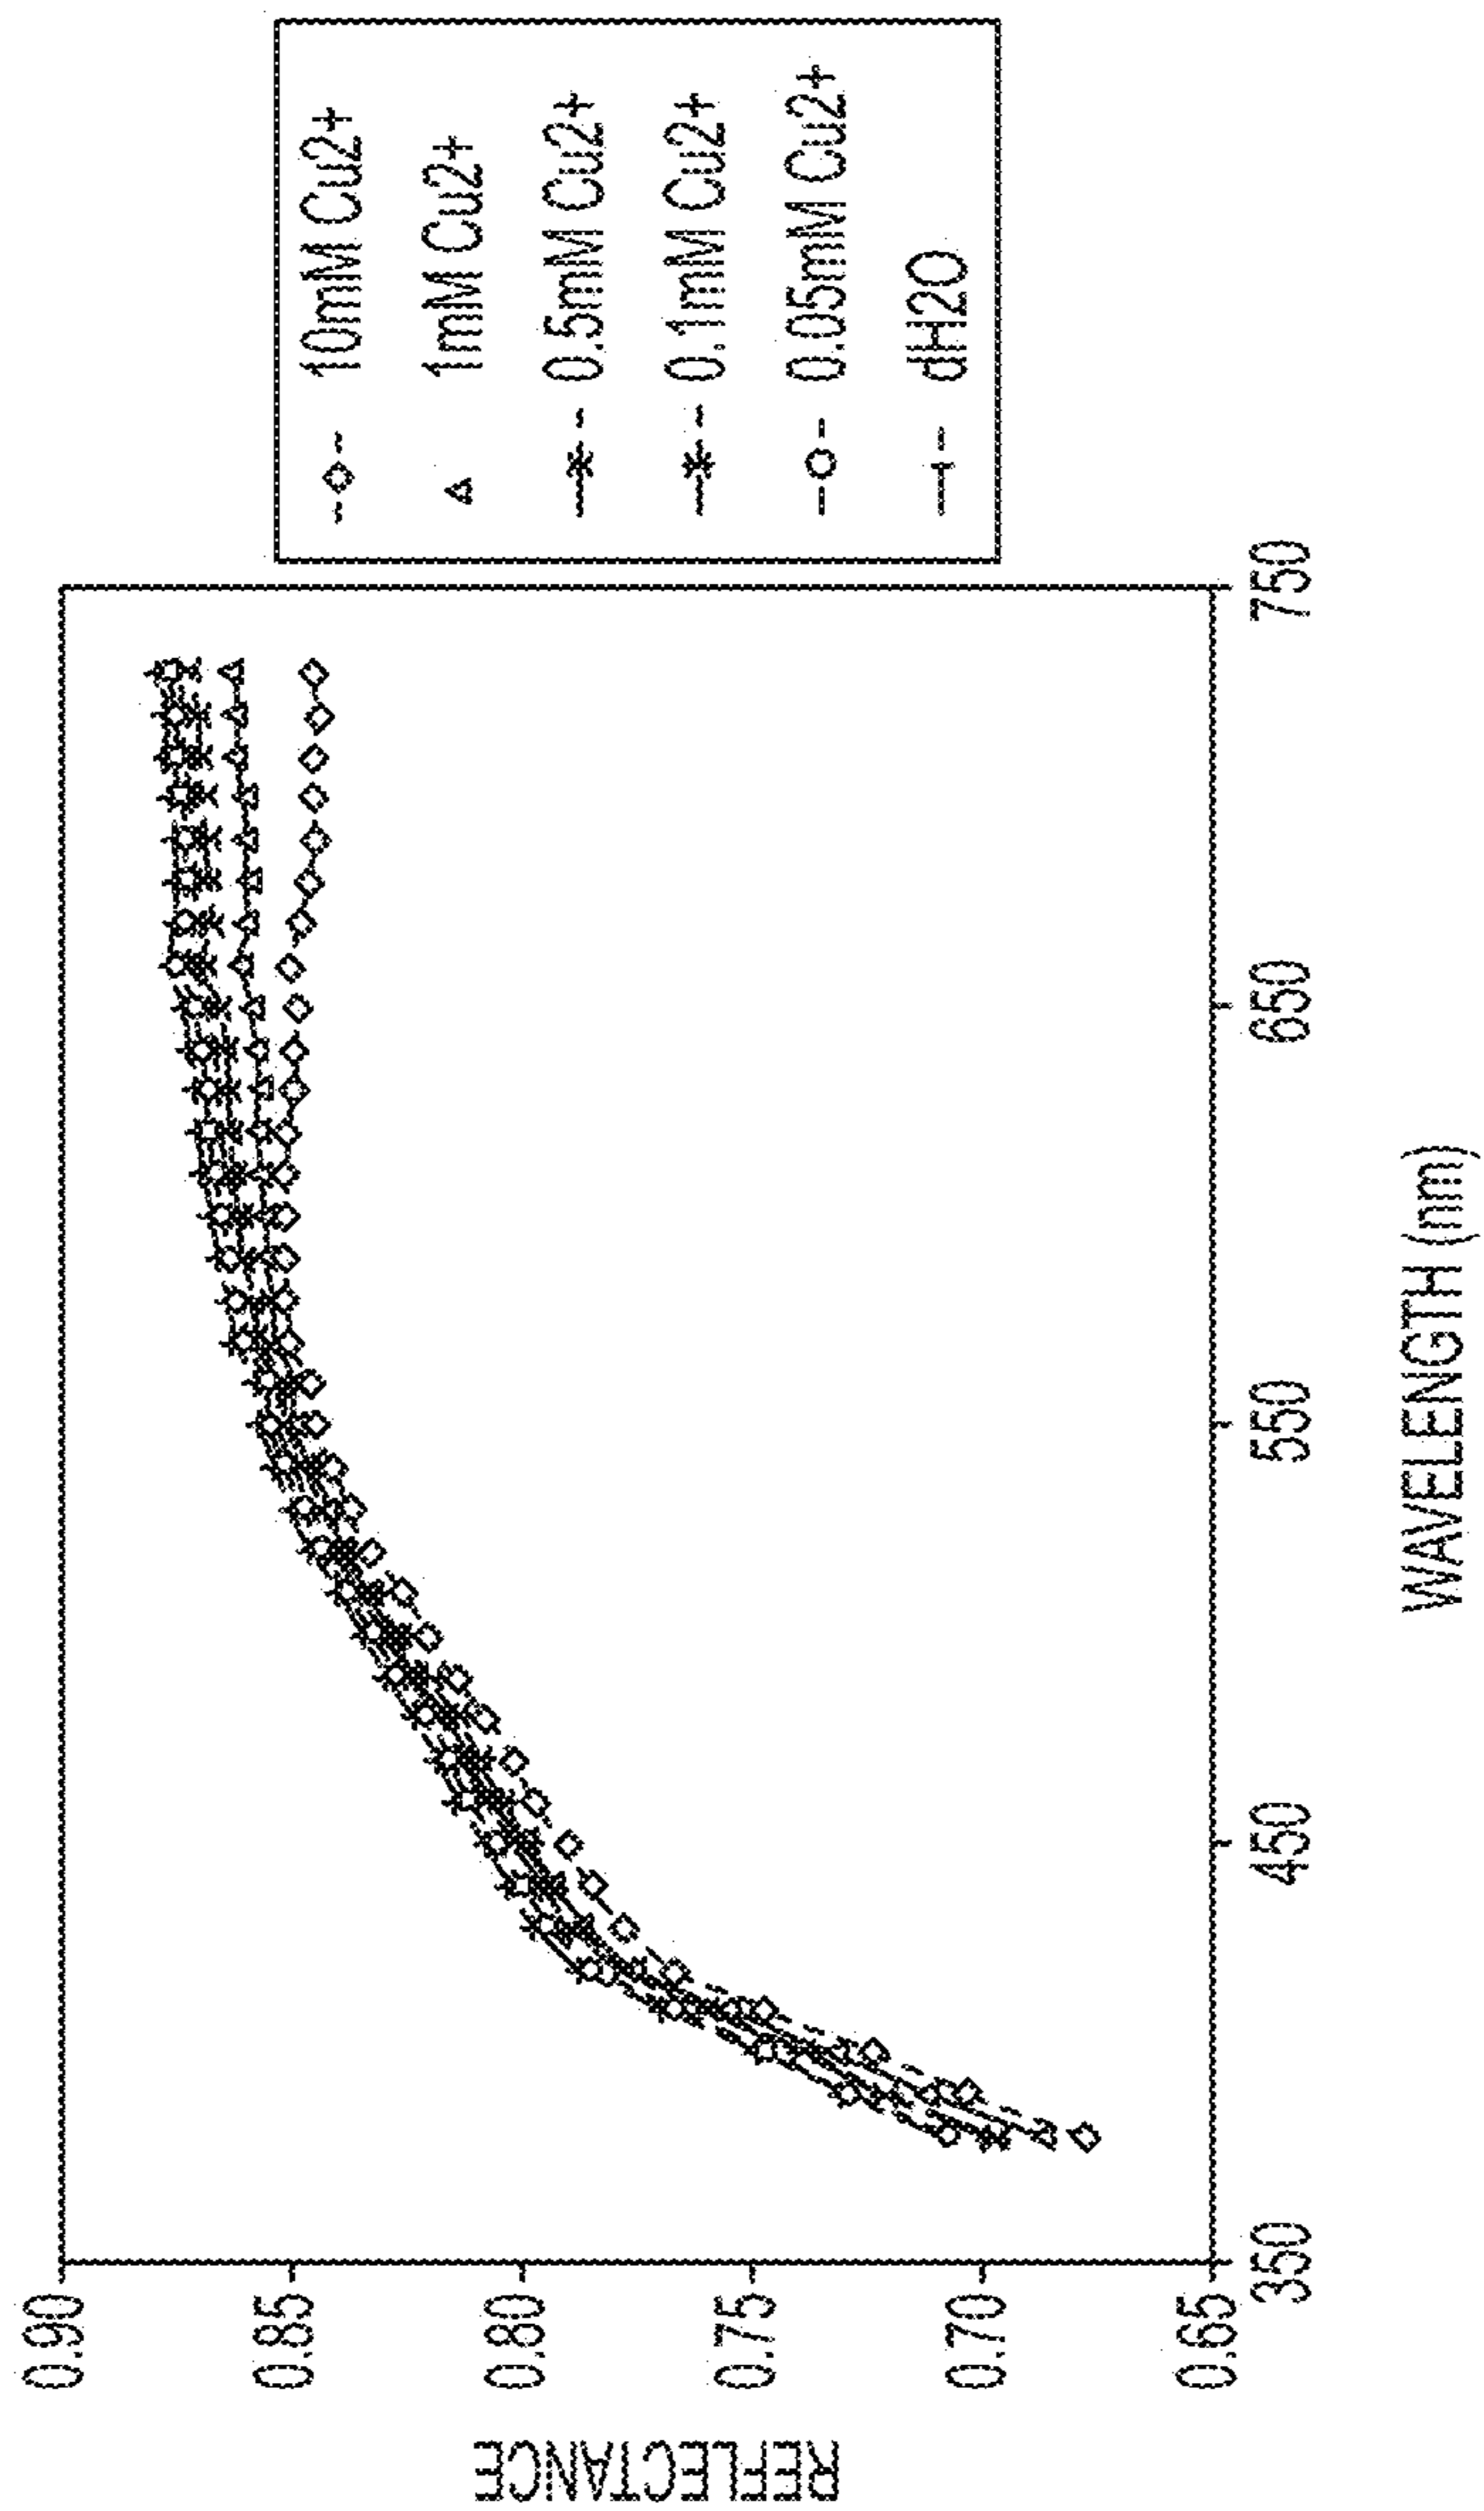 REFLECTANCE
0.90
0.85
0.80
0.75
0.70
0.65
350
450
550
650
750
WAVELENGTH (nm)
10mM Cu2+
1mM Cu2+
0.5mM Cu2+
0.1mM Cu2+
0.05mM Cu2+
dH2O